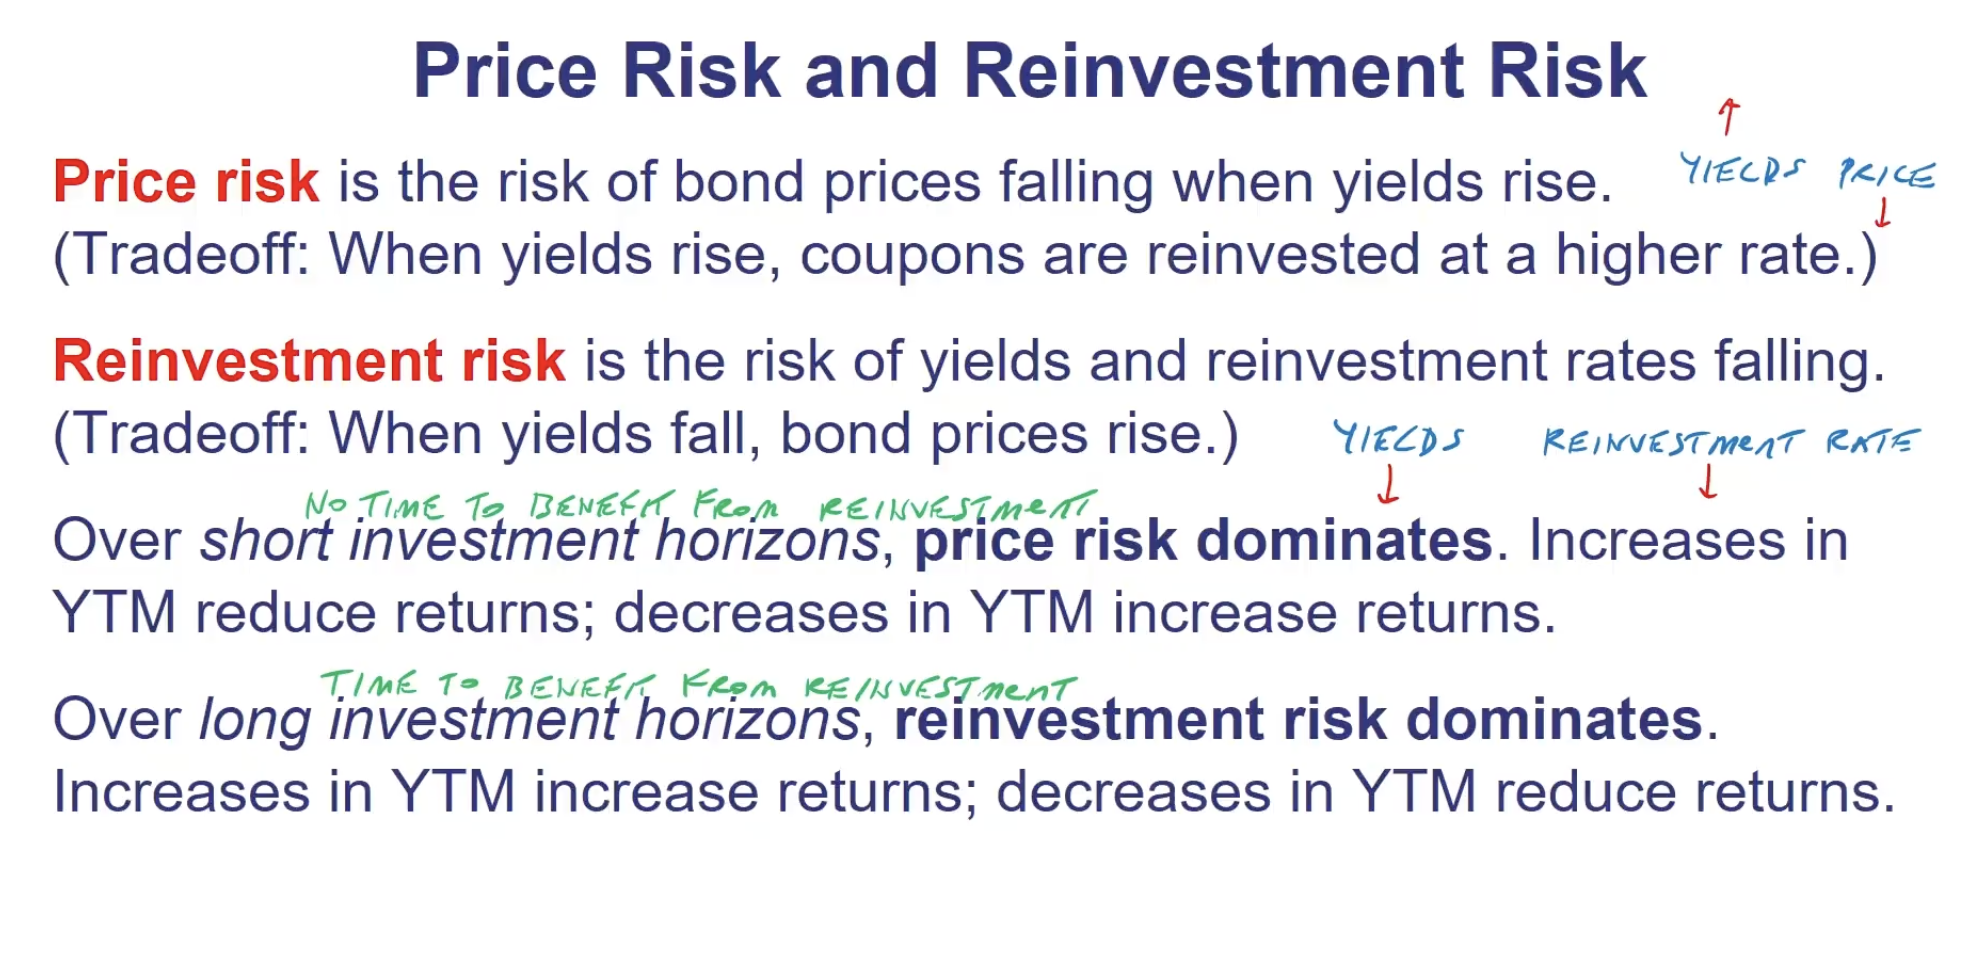 Price Risk and Reinvestment Risk
Price risk is the risk of bond prices falling when yields rise.
YIELDS PRICE
(Tradeoff: When yields rise, coupons are reinvested at a higher rate.)
Reinvestment risk is the risk of yields and reinvestment rates falling.
(Tradeoff: When yields fall, bond prices rise.)
YIELDS REINVESTMENT RATE
NO TIME TO BENEFIT FROM REINVESTMENT
Over short investment horizons, price risk dominates. Increases in
YTM reduce returns; decreases in YTM increase returns.
TIME TO BENEFIT FROM REINVESTMENT
Over long investment horizons, reinvestment risk dominates.
Increases in YTM increase returns; decreases in YTM reduce returns.